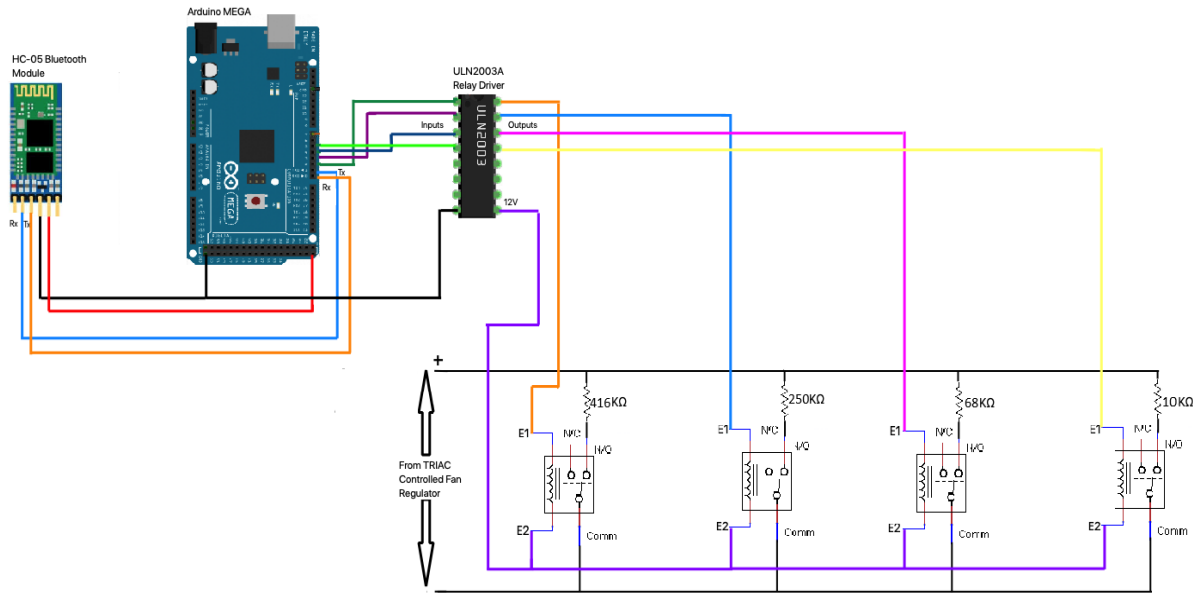 Arduino MEGA
HC-05 Bluetooth
Module
ULN2003A
Relay Driver
Inputs
Outputs
ULN2003
Tx
Rx
Rx
Tx
MEGA
12V
+
416KΩ
250KΩ
68KΩ
10KΩ
E1
N/C
N/O
E1
N/C
N/O
E1
N/C
N/O
E1
N/C
N/O
From TRIAC
Controlled Fan
Regulator
E2
Comm
E2
Comm
E2
Comm
E2
Comm